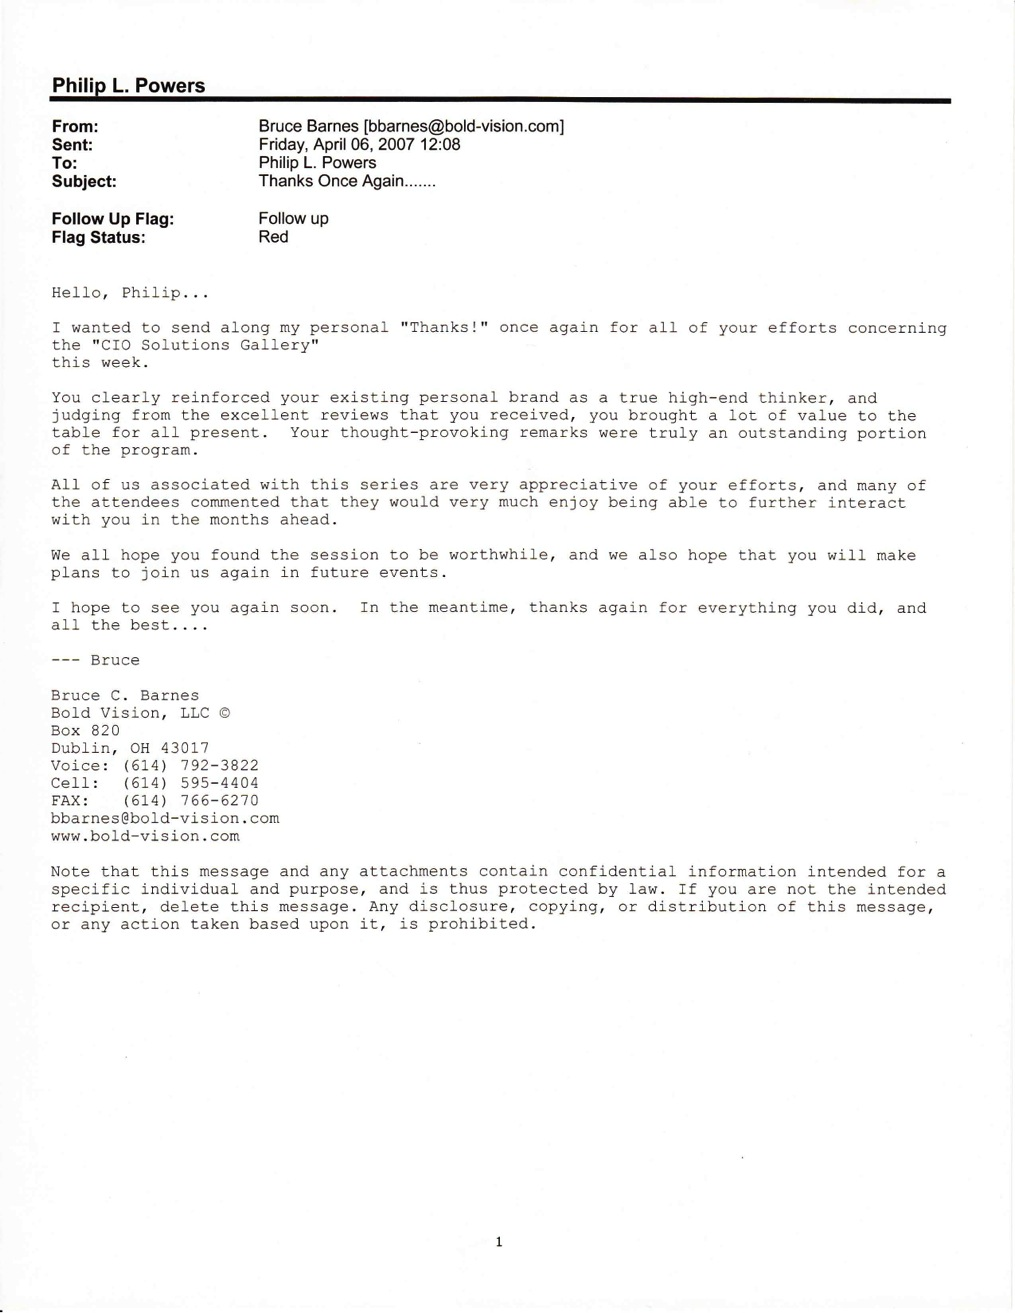 Philip L. Powers
From: Bruce Barnes [bbarnes@bold-vision.com]
Sent: Friday, April 06, 2007 12:08
To: Philip L. Powers
Subject: Thanks Once Again.......
Follow Up Flag: Follow up
Flag Status: Red
Hello, Philip...
I wanted to send along my personal "Thanks!" once again for all of your efforts concerning
the "CIO Solutions Gallery"
this week.
You clearly reinforced your existing personal brand as a true high-end thinker, and
judging from the excellent reviews that you received, you brought a lot of value to the
table for all present.  Your thought-provoking remarks were truly an outstanding portion
of the program.
All of us associated with this series are very appreciative of your efforts, and many of
the attendees commented that they would very much enjoy being able to further interact
with you in the months ahead.
We all hope you found the session to be worthwhile, and we also hope that you will make
plans to join us again in future events.
I hope to see you again soon.  In the meantime, thanks again for everything you did, and
all the best....
--- Bruce
Bruce C. Barnes
Bold Vision, LLC ©
Box 820
Dublin, OH 43017
Voice: (614) 792-3822
Cell:  (614) 595-4404
FAX:   (614) 766-6270
bbarnes@bold-vision.com
www.bold-vision.com
Note that this message and any attachments contain confidential information intended for a
specific individual and purpose, and is thus protected by law. If you are not the intended
recipient, delete this message. Any disclosure, copying, or distribution of this message,
or any action taken based upon it, is prohibited.
1